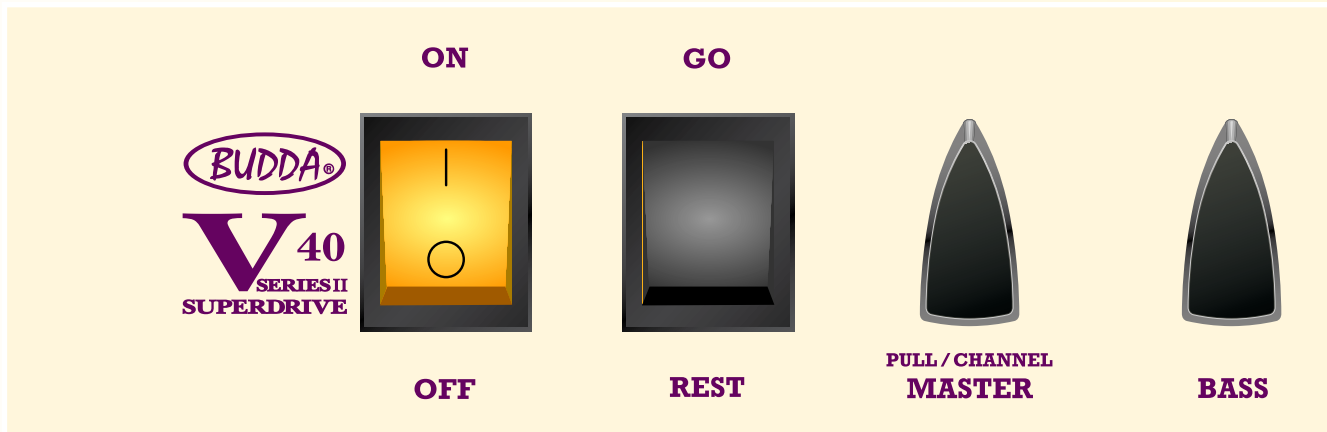 ON
GO
BUDDA®
V 40
SERIES II
SUPERDRIVE
OFF
REST
PULL / CHANNEL
MASTER
BASS